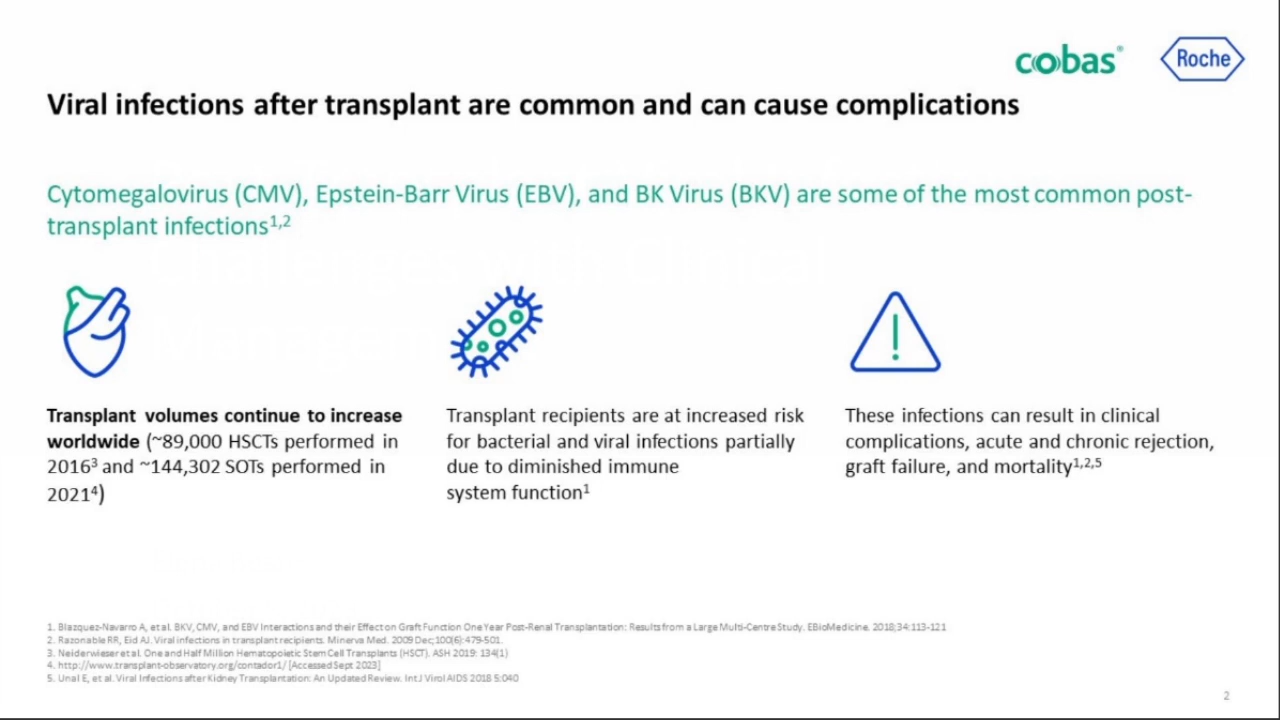 cobas®
Roche
Viral infections after transplant are common and can cause complications
Cytomegalovirus (CMV), Epstein-Barr Virus (EBV), and BK Virus (BKV) are some of the most common post-
transplant infections1,2
Transplant volumes continue to increase
worldwide (~89,000 HSCTs performed in
2016³ and ~144,302 SOTs performed in
2021⁴)
Transplant recipients are at increased risk
for bacterial and viral infections partially
due to diminished immune
system function¹
These infections can result in clinical
complications, acute and chronic rejection,
graft failure, and mortality1,2,5
1. Blazquez-Navarro A, et al. BKV, CMV, and EBV Interactions and their Effect on Graft Function One Year Post-Renal Transplantation: Results from a Large Multi-Centre Study. EBioMedicine. 2018;34:113-121
2. Razonable RR, Eid AJ. Viral infections in transplant recipients. Minerva Med. 2009 Dec;100(6):479-501.
3. Neiderwieser et al. One and Half Million Hematopoietic Stem Cell Transplants (HSCT). ASH 2019: 134(1)
4. http://www.transplant-observatory.org/contador1/ [Accessed Sept 2023]
5. Unal E, et al. Viral Infections after Kidney Transplantation: An Updated Review. Int J Virol AIDS 2018 5:040
2